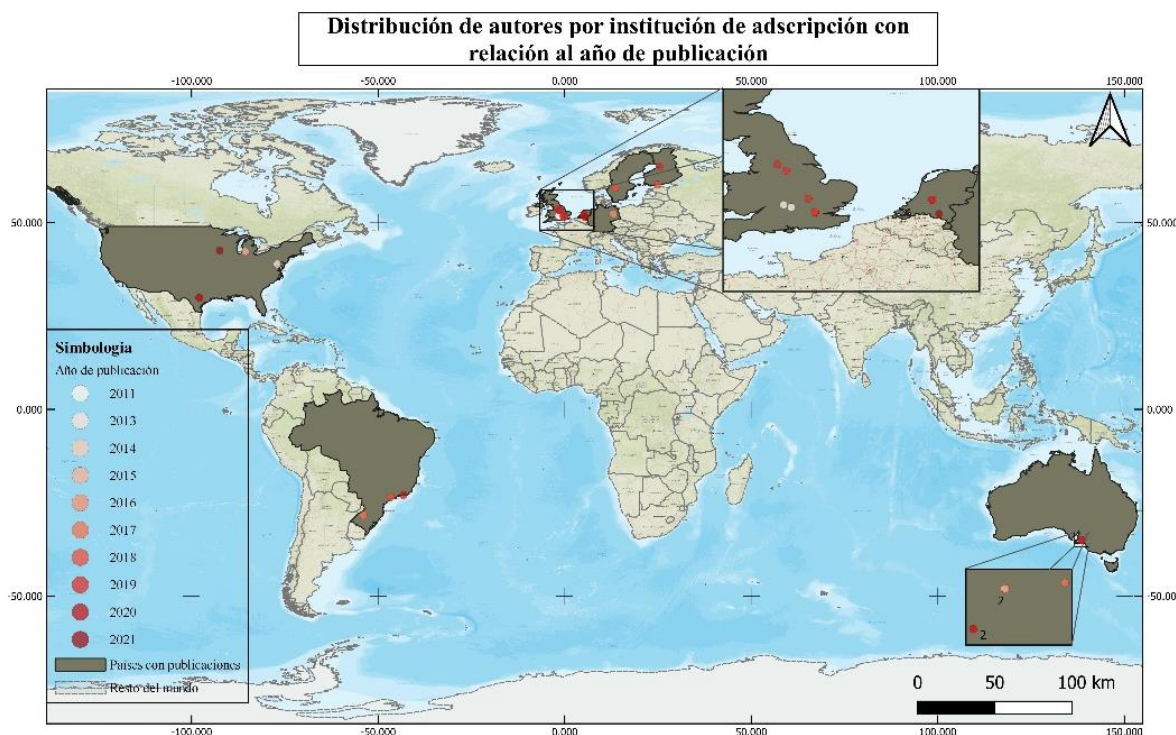 Distribución de autores por institución de adscripción con
relación al año de publicación
-100.000 -50.000 0.000 50.000 100.000 150.000
50.000 50.000
0.000 0.000
-50.000 -50.000
Simbología
Año de publicación
2011
2013
2014
2015
2016
2017
2018
2019
2020
2021
Países con publicaciones
Resto del mundo
2
2
0 50 100 km
-100.000 -50.000 0.000 50.000 100.000 150.000